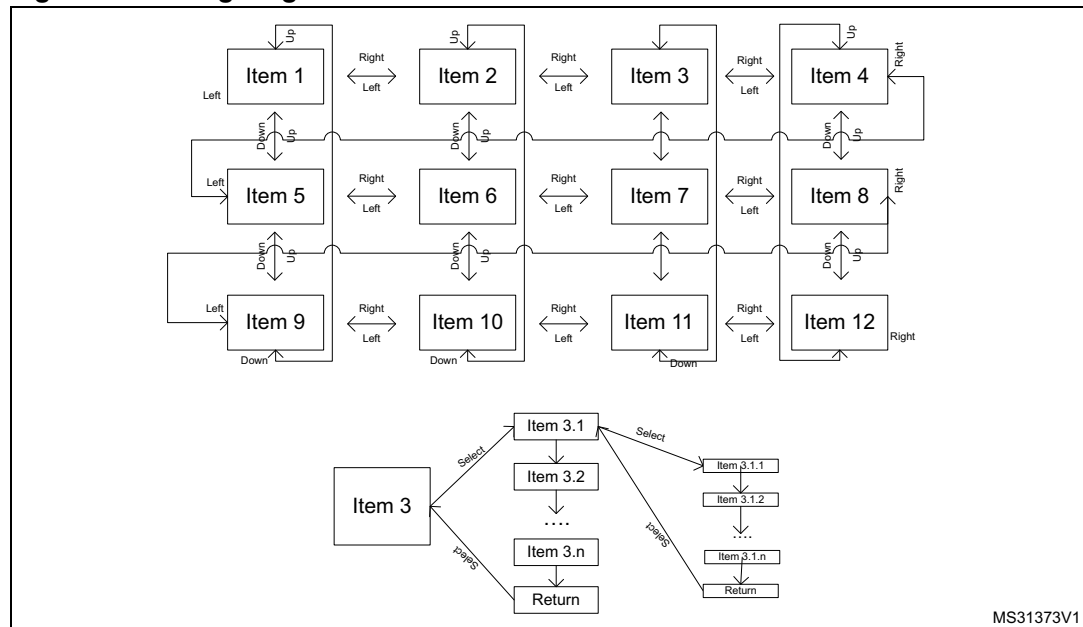 Up
Up
Up
Item 1
Right
Left
Item 2
Right
Left
Item 3
Right
Left
Item 4
Right
Left
Down
Up
Down
Up
Down
Up
Left
Item 5
Right
Left
Item 6
Right
Left
Item 7
Right
Left
Item 8
Right
Down
Up
Down
Up
Down
Up
Left
Item 9
Right
Left
Item 10
Right
Left
Item 11
Right
Left
Item 12
Right
Down
Down
Down
Item 3
Select
Select
Item 3.1
Item 3.2
....
Item 3.n
Return
Select
Select
Item 3.1.1
Item 3.1.2
....
Item 3.1.n
Return
MS31373V1